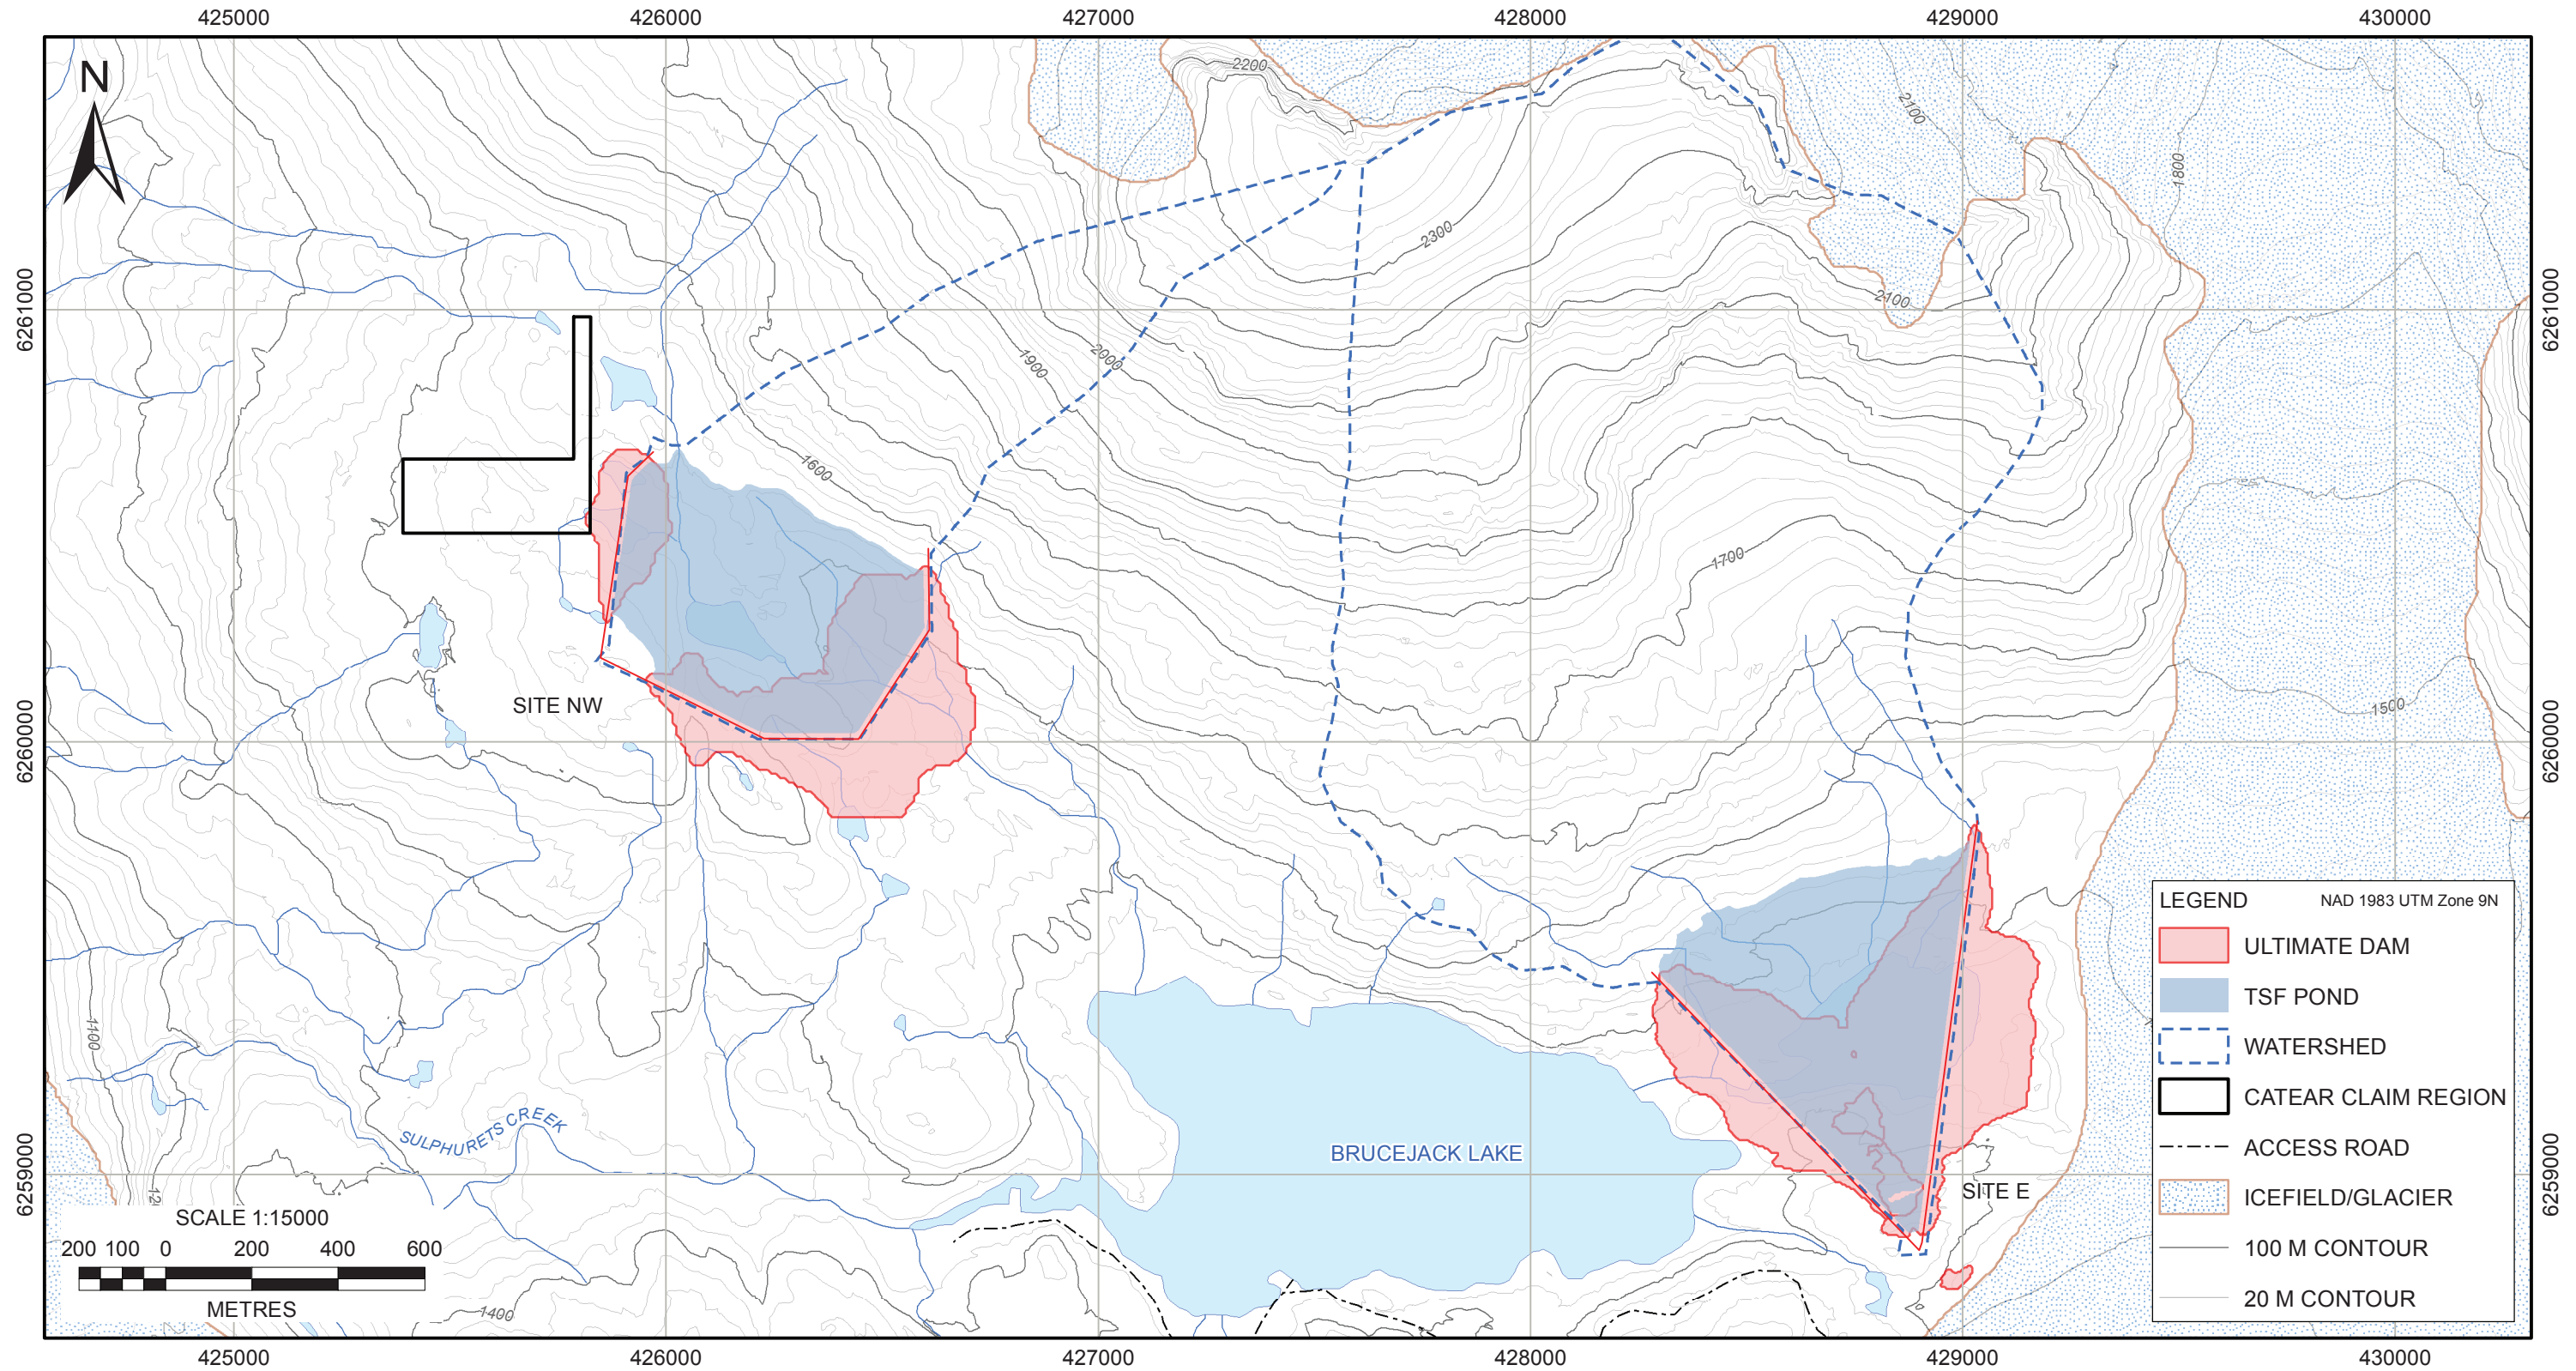 425000 426000 427000 428000 429000 430000
N
2200
2100
1800
2300
6261000
2100
6261000
1900
2000
1600
1700
SITE NW
6260000
1500
6260000
LEGEND NAD 1983 UTM Zone 9N
ULTIMATE DAM
TSF POND
WATERSHED
1100
CATEAR CLAIM REGION
SULPHURETS CREEK
ACCESS ROAD
BRUCEJACK LAKE
6259000
SITE E
6259000
ICEFIELD/GLACIER
SCALE 1:15000
200 100 0 200 400 600
100 M CONTOUR
METRES
1400
20 M CONTOUR
425000 426000 427000 428000 429000 430000